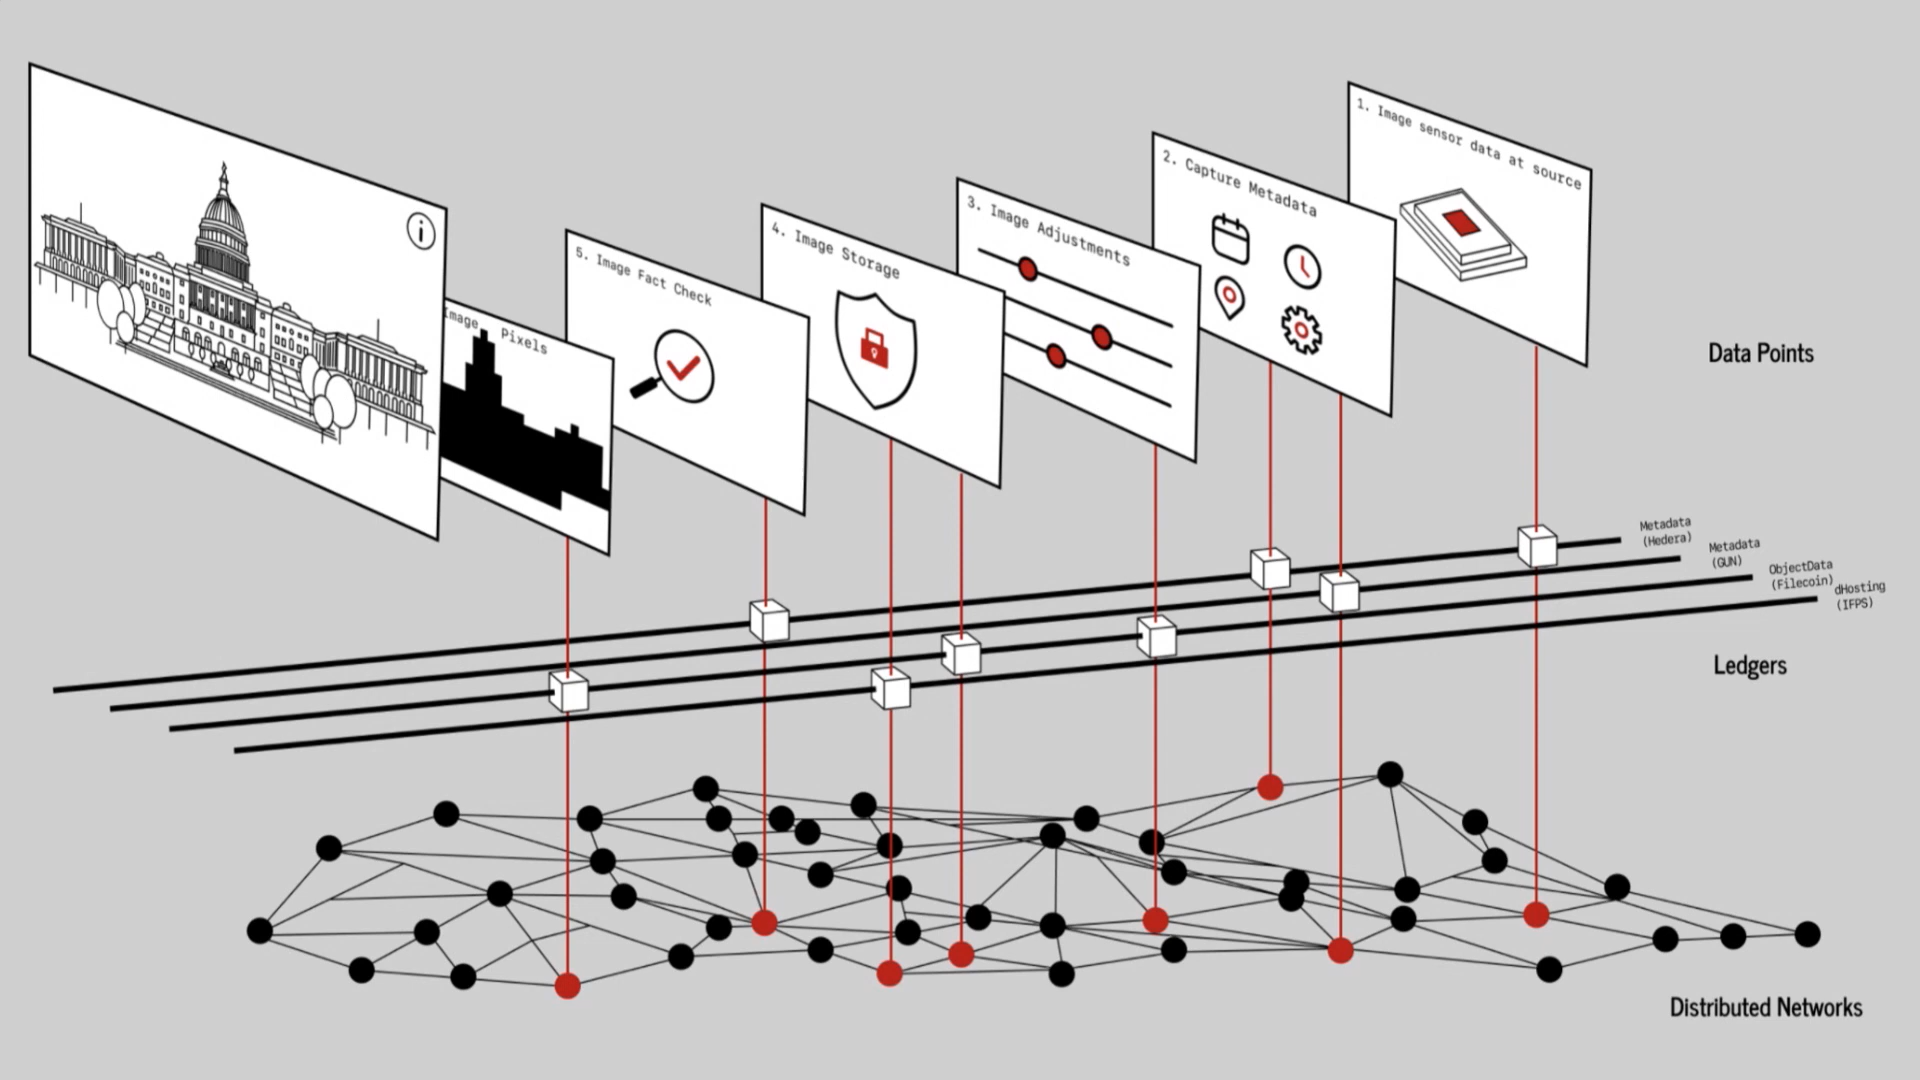 1. Image sensor data at source
2. Capture Metadata
3. Image Adjustments
4. Image Storage
5. Image Fact Check
Image Pixels
i
Data Points
Metadata
(Hedera)
Metadata
(GUN)
ObjectData
(Filecoin)
dHosting
(IFPS)
Ledgers
Distributed Networks